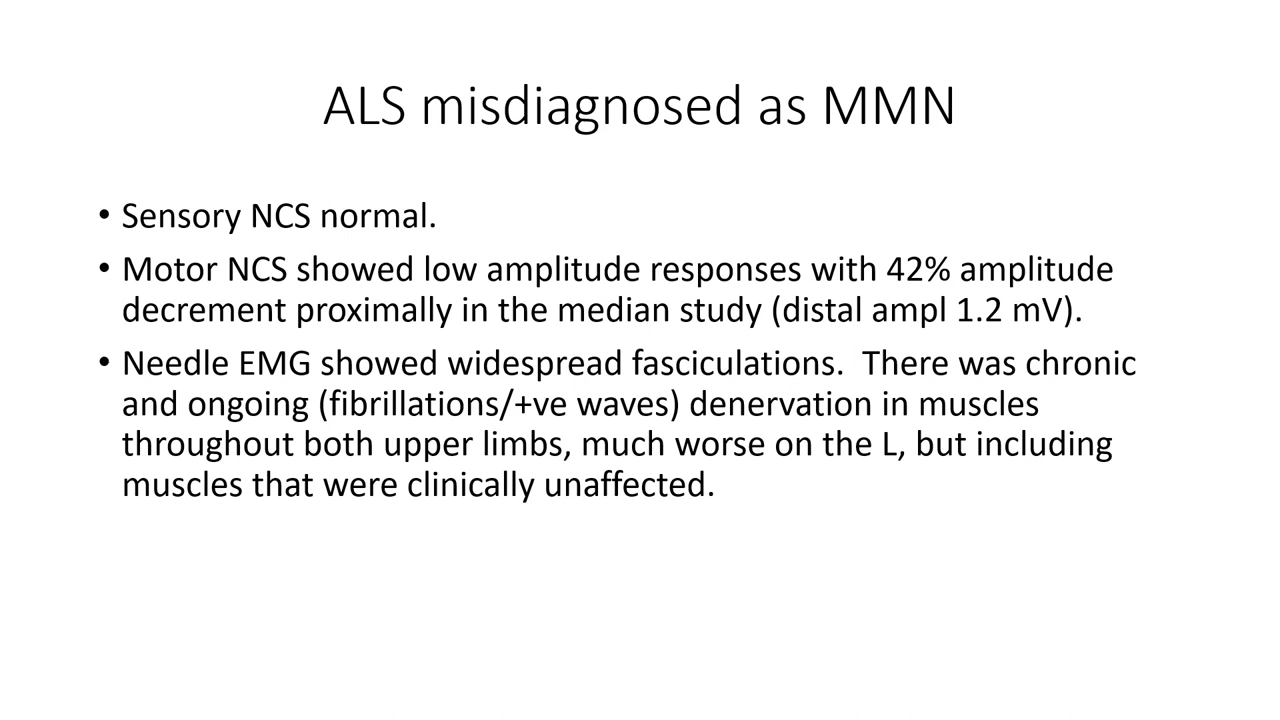 ALS misdiagnosed as MMN
• Sensory NCS normal.
• Motor NCS showed low amplitude responses with 42% amplitude
decrement proximally in the median study (distal ampl 1.2 mV).
• Needle EMG showed widespread fasciculations.  There was chronic
and ongoing (fibrillations/+ve waves) denervation in muscles
throughout both upper limbs, much worse on the L, but including
muscles that were clinically unaffected.